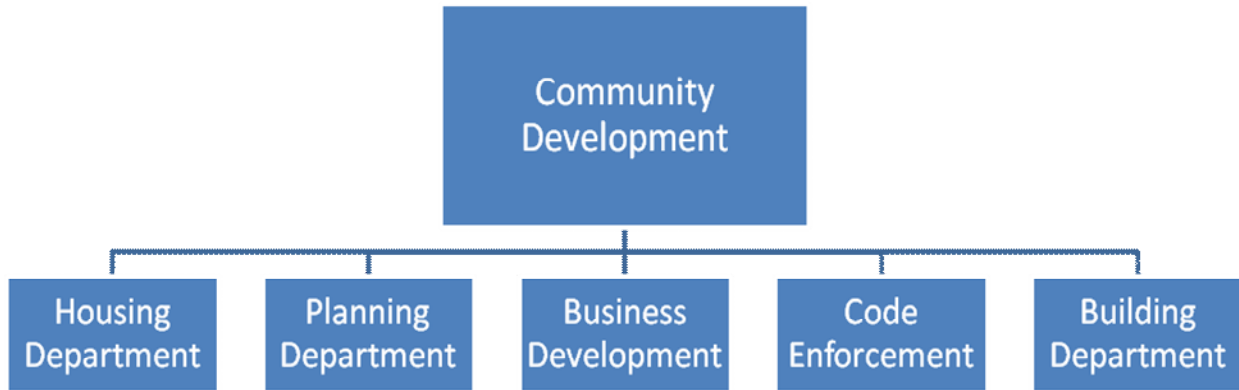 Community
Development
Housing
Department
Planning
Department
Business
Development
Code
Enforcement
Building
Department